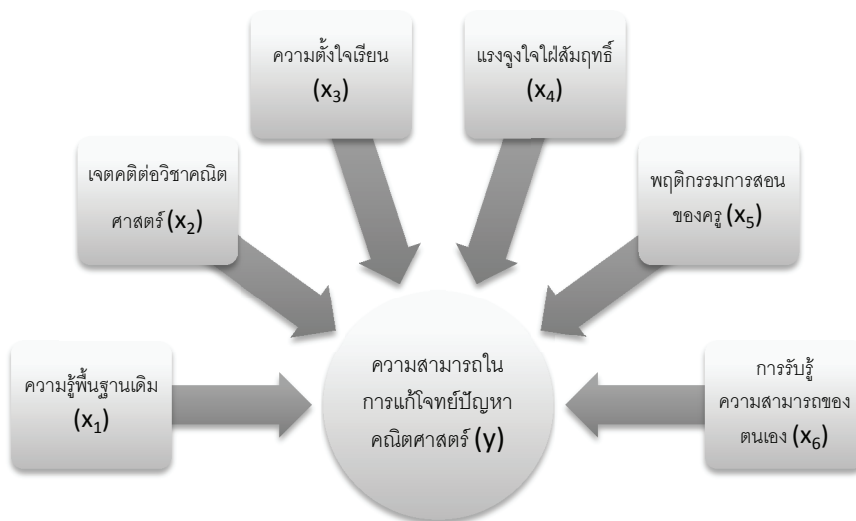 ความตั้งใจเรียน
(x₃)
แรงจูงใจใฝ่สัมฤทธิ์
(x₄)
เจตคติต่อวิชาคณิต
ศาสตร์ (x₂)
พฤติกรรมการสอน
ของครู (x₅)
ความรู้พื้นฐานเดิม
(x₁)
ความสามารถใน
การแก้โจทย์ปัญหา
คณิตศาสตร์ (y)
การรับรู้
ความสามารถของ
ตนเอง (x₆)